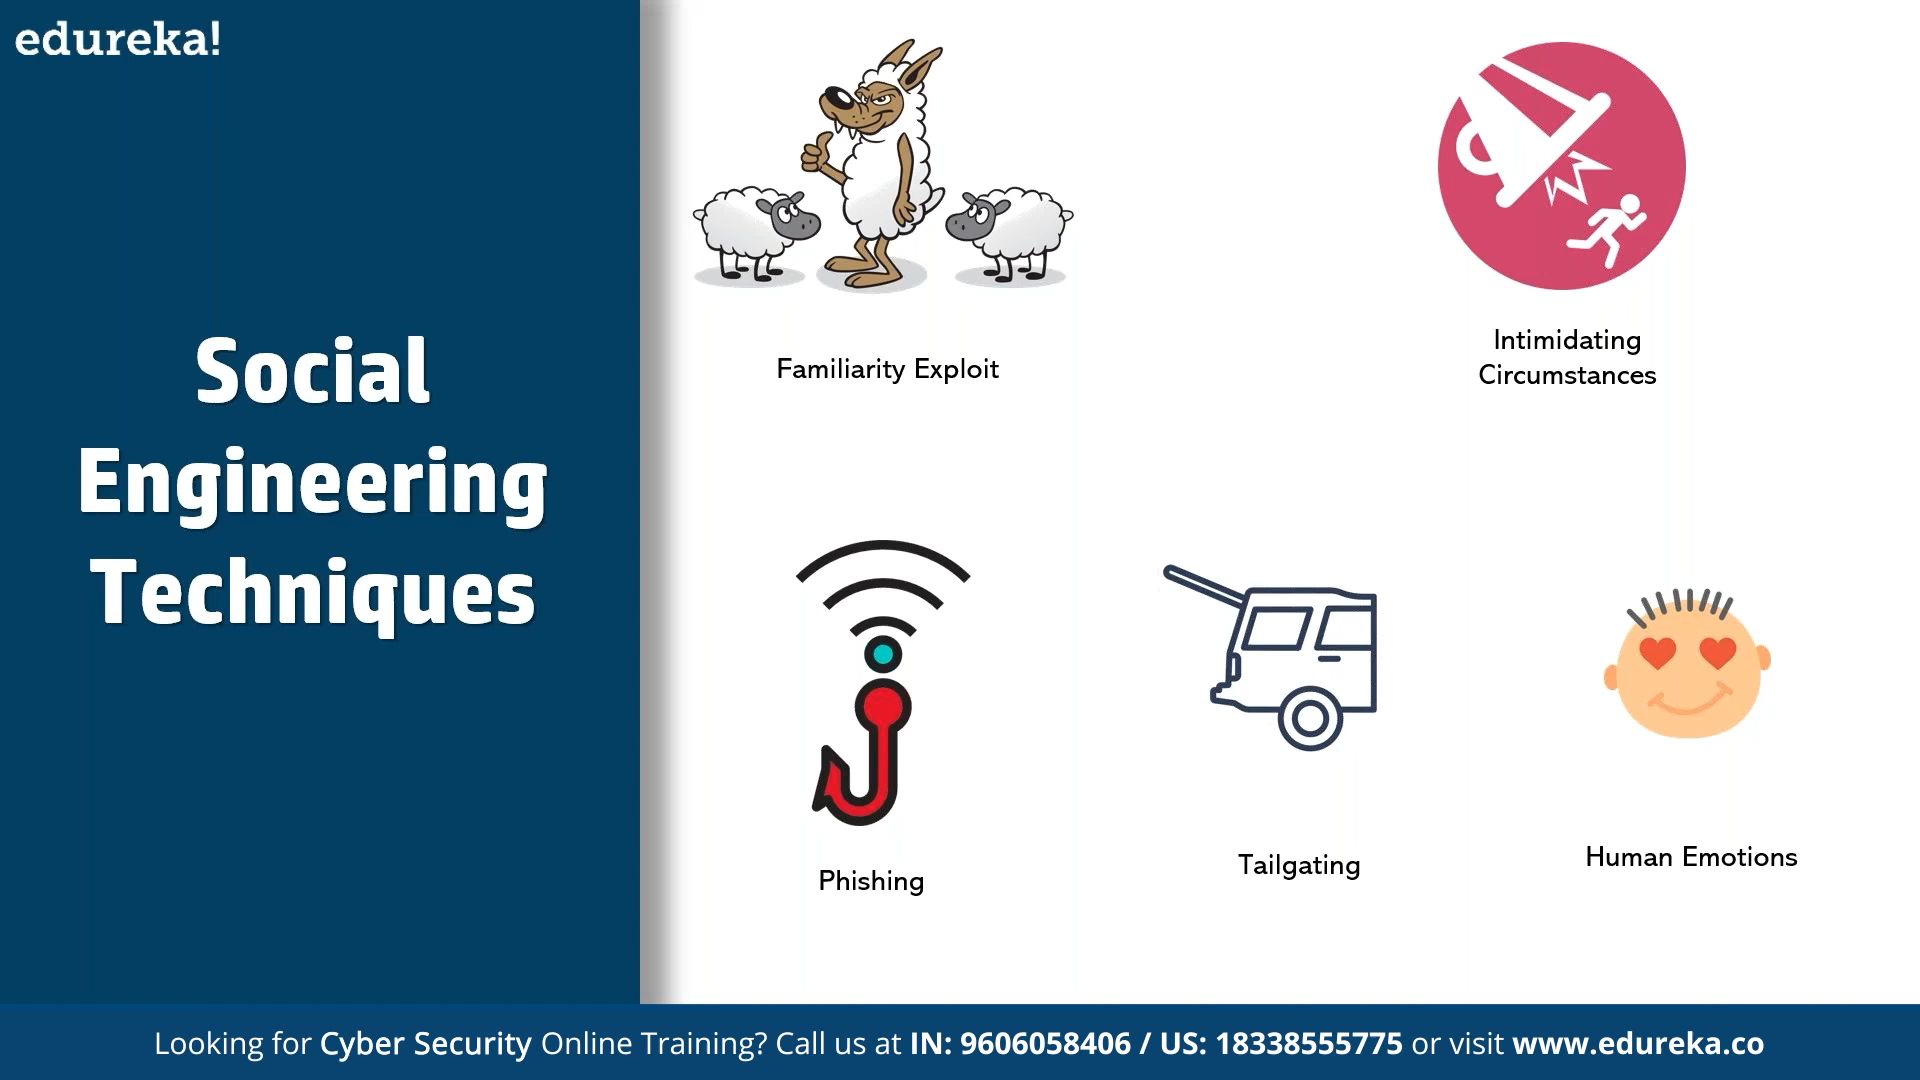 edureka!
Social
Engineering
Techniques
Familiarity Exploit
Intimidating
Circumstances
Phishing
Tailgating
Human Emotions
Looking for Cyber Security Online Training? Call us at IN: 9606058406 / US: 18338555775 or visit www.edureka.co